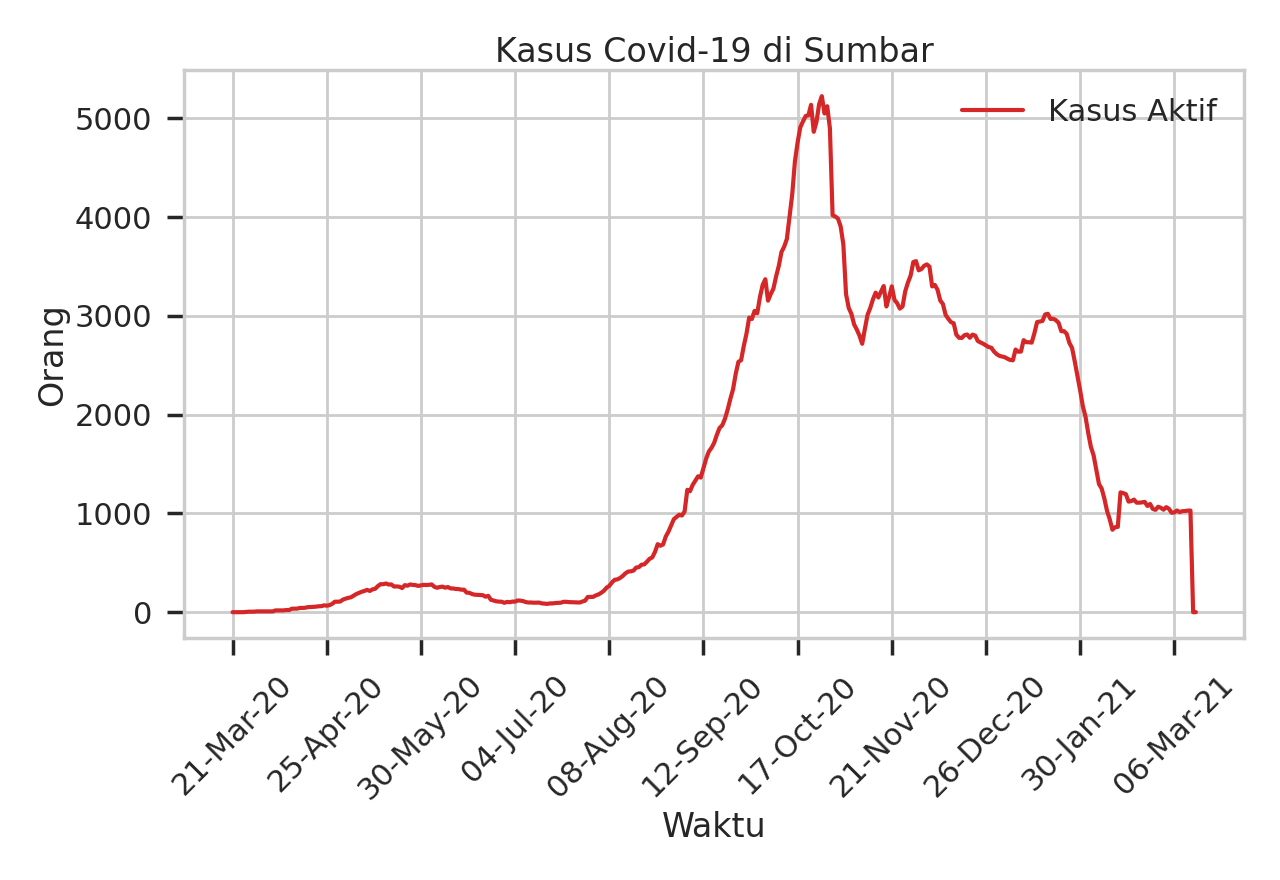 Kasus Covid-19 di Sumbar
Kasus Aktif
Orang
5000
4000
3000
2000
1000
0
21-Mar-20
25-Apr-20
30-May-20
04-Jul-20
08-Aug-20
12-Sep-20
17-Oct-20
21-Nov-20
26-Dec-20
30-Jan-21
06-Mar-21
Waktu